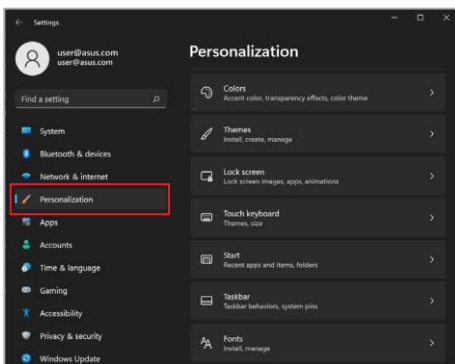 Settings
user@asus.com
user@asus.com
Find a setting
System
Bluetooth & devices
Network & internet
Personalization
Apps
Accounts
Time & language
Gaming
Accessibility
Privacy & security
Windows Update
Personalization
Colors
Accent color, transparency effects, color theme
Themes
Install, create, manage
Lock screen
Lock screen images, apps, animations
Touch keyboard
Themes, size
Start
Recent apps and items, folders
Taskbar
Taskbar behaviors, system pins
Fonts
Install, manage